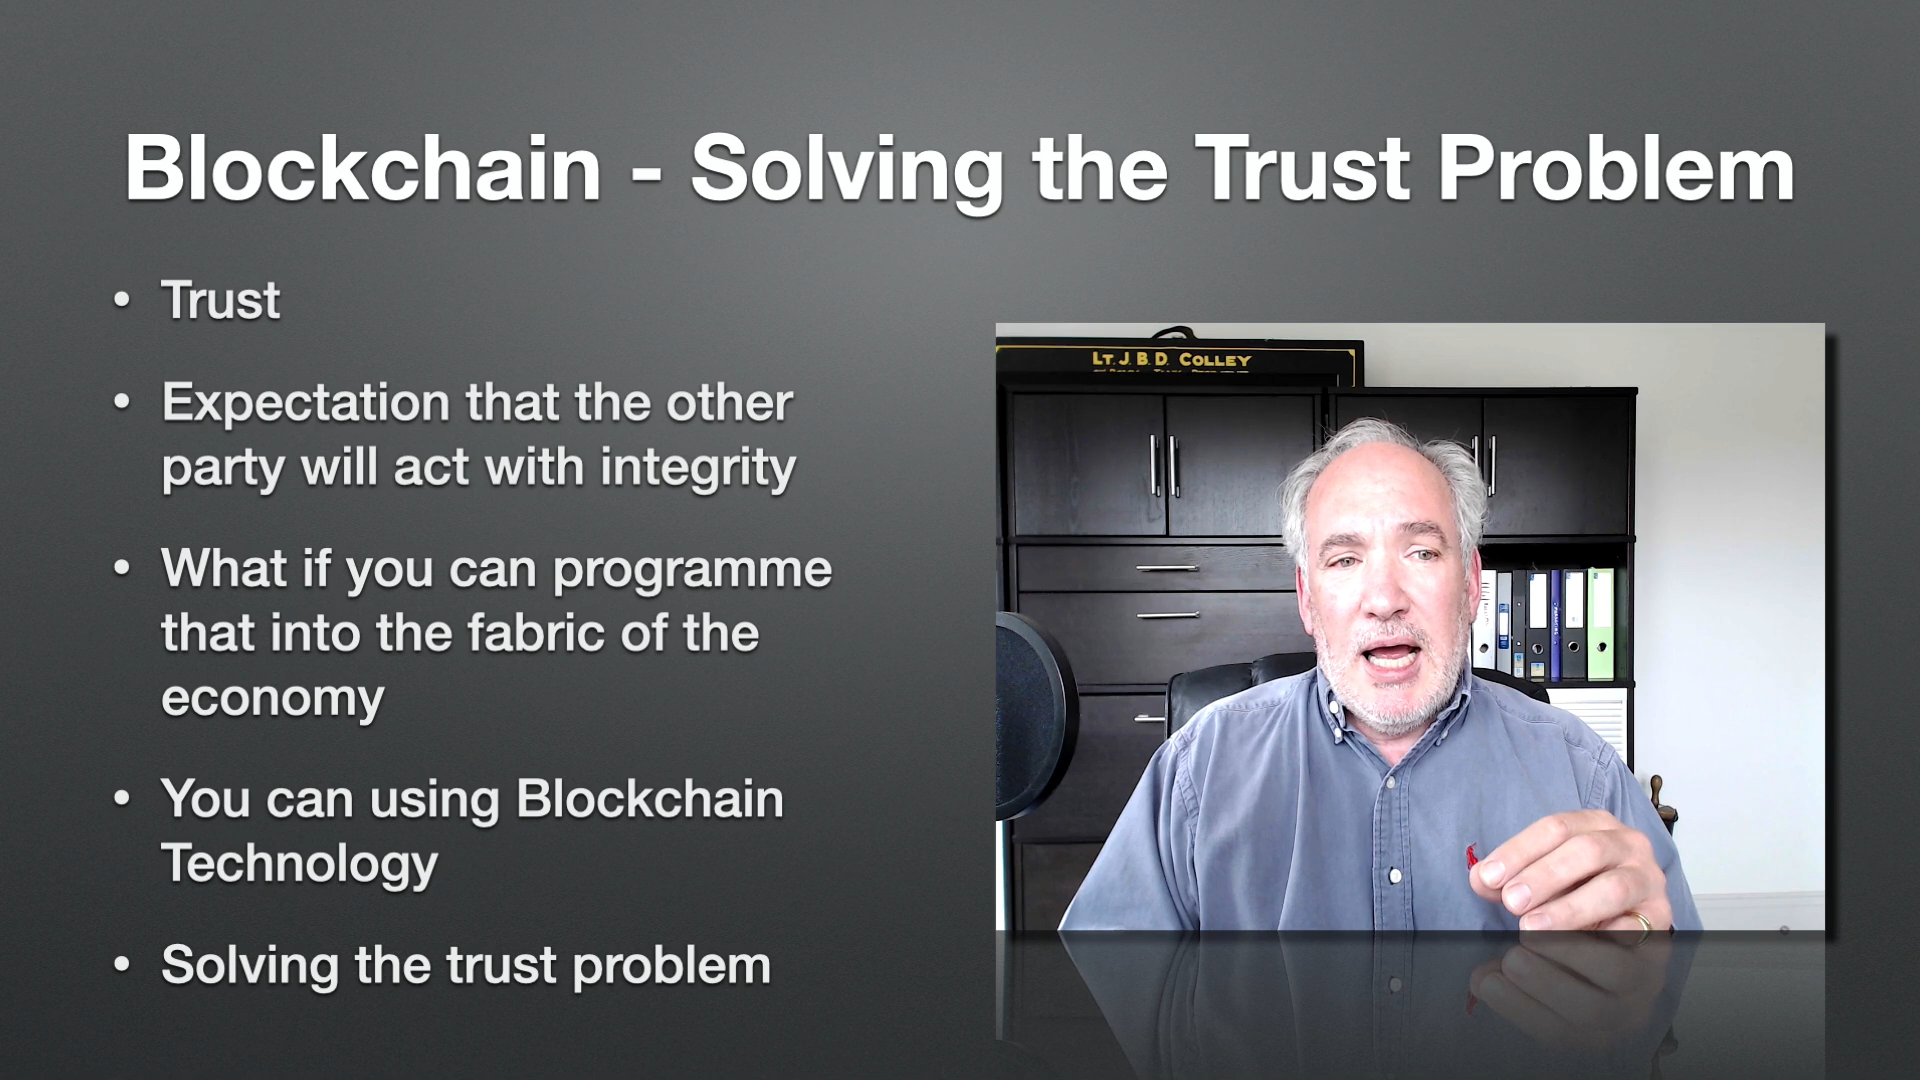 Blockchain - Solving the Trust Problem
• Trust
• Expectation that the other
party will act with integrity
• What if you can programme
that into the fabric of the
economy
• You can using Blockchain
Technology
• Solving the trust problem
LT. J. B. D. COLLEY